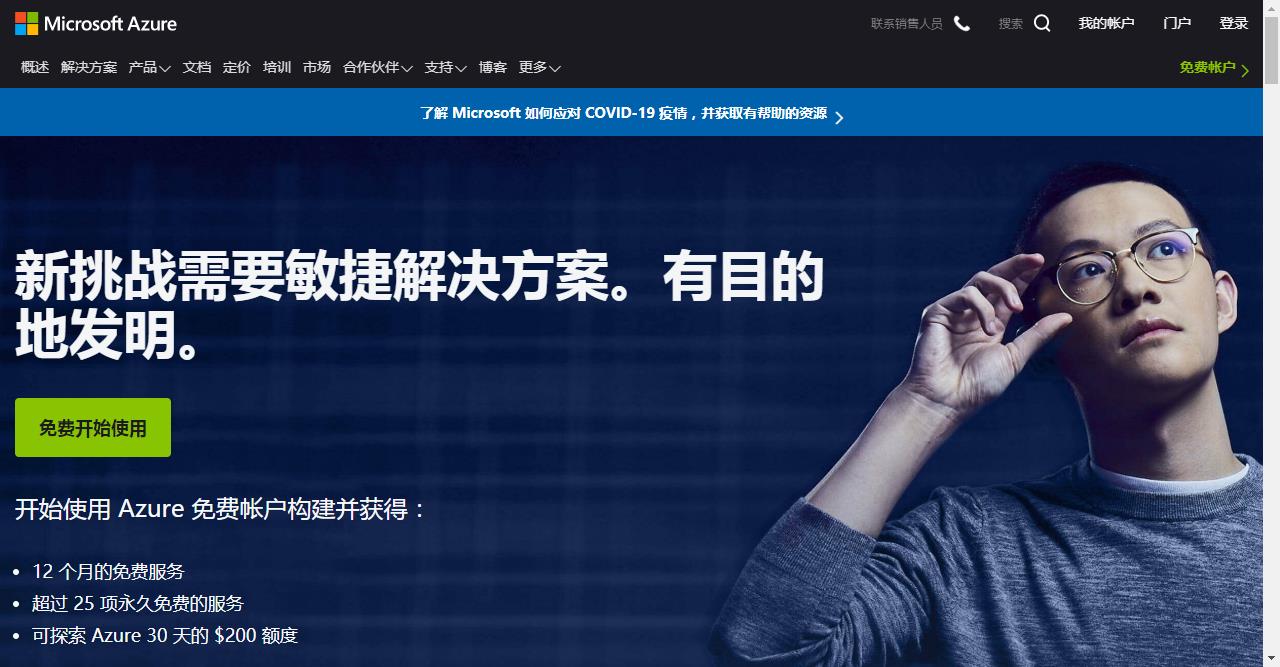 Microsoft Azure
联系销售人员 搜索 我的帐户 门户 登录
概述 解决方案 产品 文档 定价 培训 市场 合作伙伴 支持 博客 更多 免费帐户
了解 Microsoft 如何应对 COVID-19 疫情，并获取有帮助的资源
新挑战需要敏捷解决方案。有目的
地发明。
免费开始使用
开始使用 Azure 免费帐户构建并获得：
• 12 个月的免费服务
• 超过 25 项永久免费的服务
• 可探索 Azure 30 天的 $200 额度